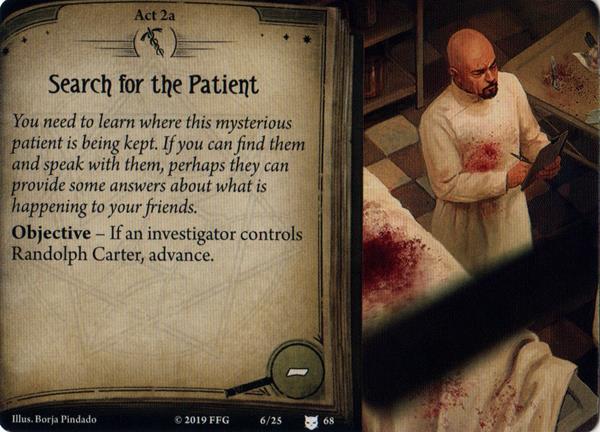 Act 2a
Search for the Patient
You need to learn where this mysterious
patient is being kept. If you can find them
and speak with them, perhaps they can
provide some answers about what is
happening to your friends.
Objective – If an investigator controls
Randolph Carter, advance.
–
Illus. Borja Pindado © 2019 FFG 6/25 68